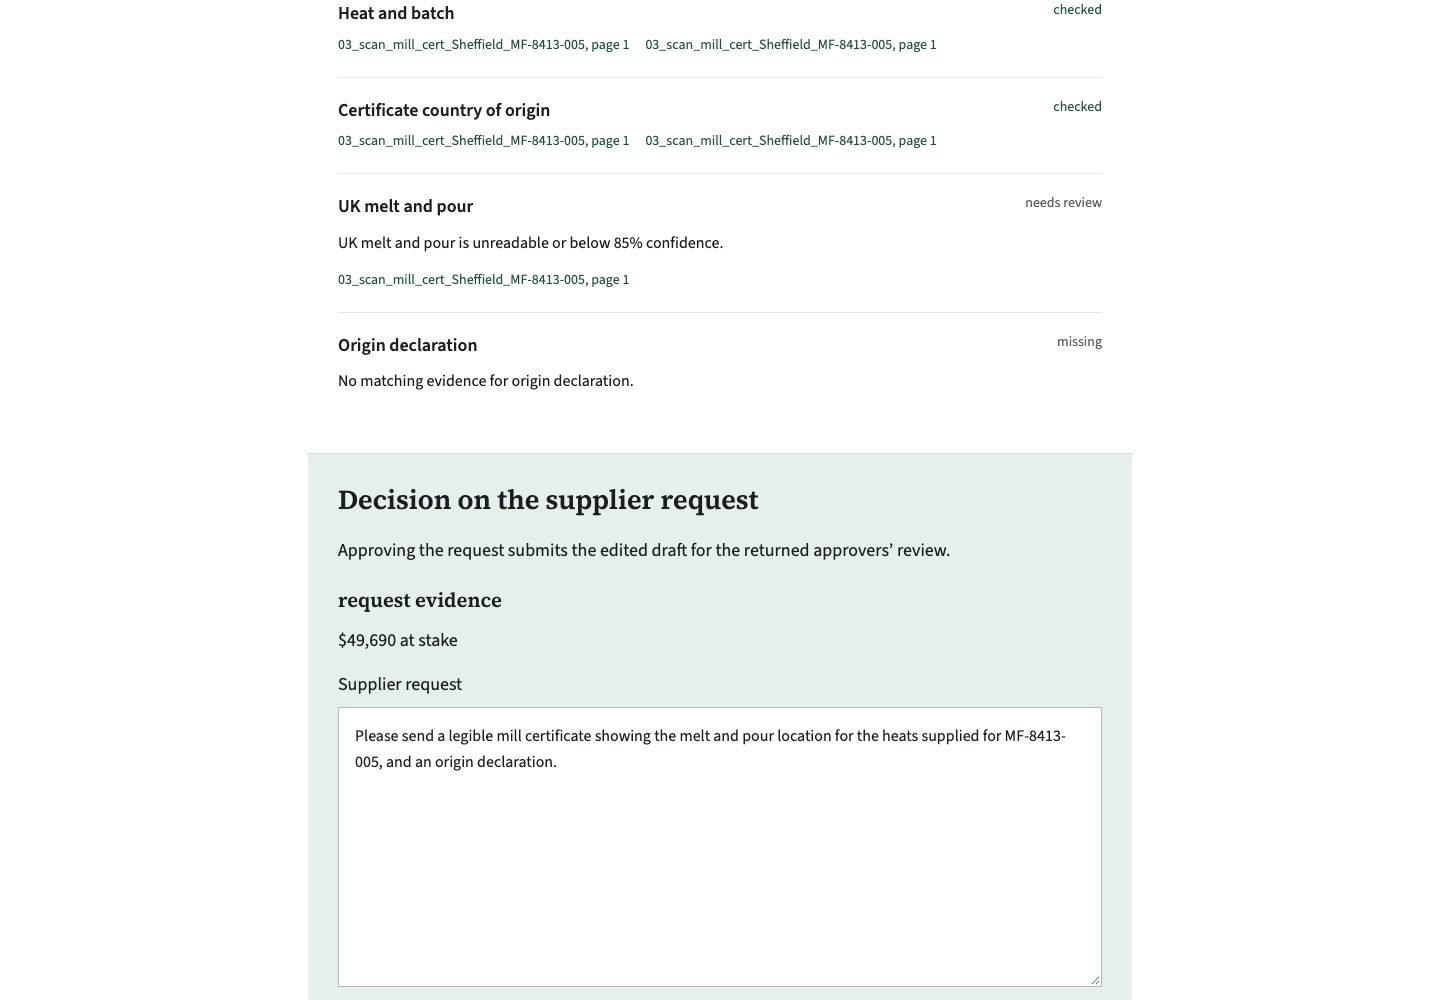 Heat and batch
checked
03_scan_mill_cert_Sheffield_MF-8413-005, page 1 03_scan_mill_cert_Sheffield_MF-8413-005, page 1
Certificate country of origin
checked
03_scan_mill_cert_Sheffield_MF-8413-005, page 1 03_scan_mill_cert_Sheffield_MF-8413-005, page 1
UK melt and pour
needs review
UK melt and pour is unreadable or below 85% confidence.
03_scan_mill_cert_Sheffield_MF-8413-005, page 1
Origin declaration
missing
No matching evidence for origin declaration.
Decision on the supplier request
Approving the request submits the edited draft for the returned approvers’ review.
request evidence
$49,690 at stake
Supplier request
Please send a legible mill certificate showing the melt and pour location for the heats supplied for MF-8413-
005, and an origin declaration.